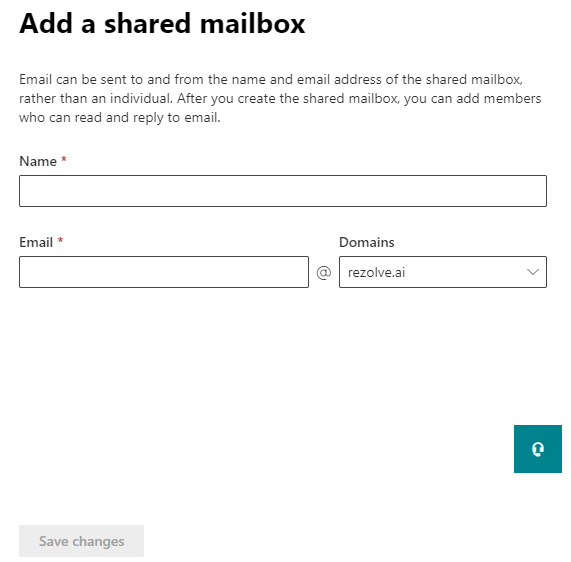 Add a shared mailbox
Email can be sent to and from the name and email address of the shared mailbox,
rather than an individual. After you create the shared mailbox, you can add members
who can read and reply to email.
Name *
Email *
Domains
@
rezolve.ai
Save changes